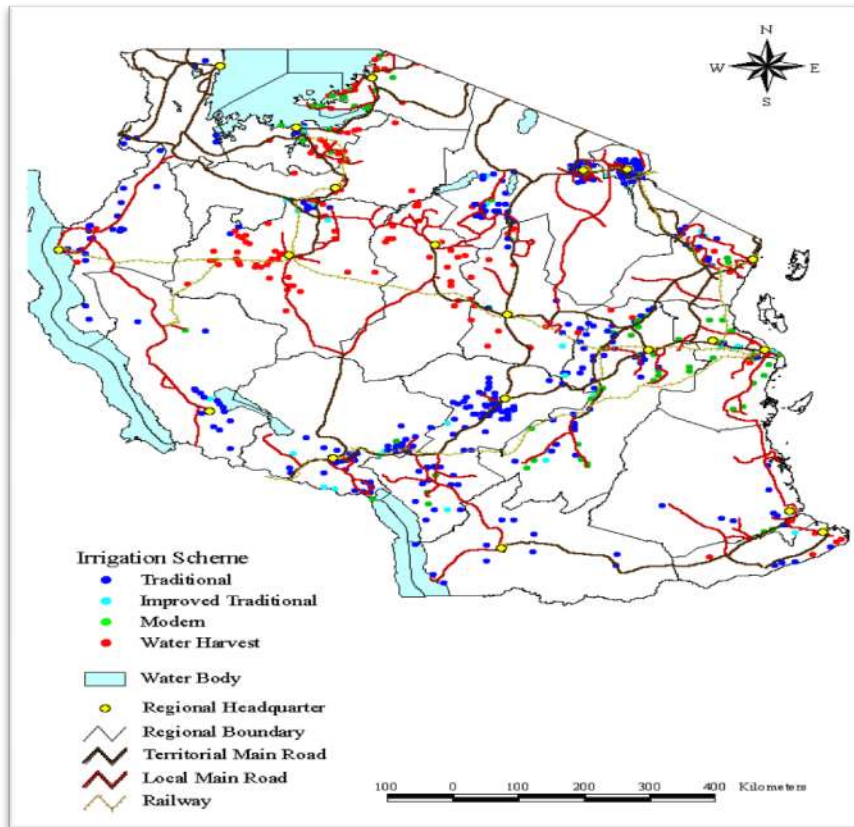 N
W E
S
Irrigation Scheme
Traditional
Improved Traditional
Modern
Water Harvest
Water Body
Regional Headquarter
Regional Boundary
Territorial Main Road
Local Main Road
Railway
100 0 100 200 300 400 Kilometers